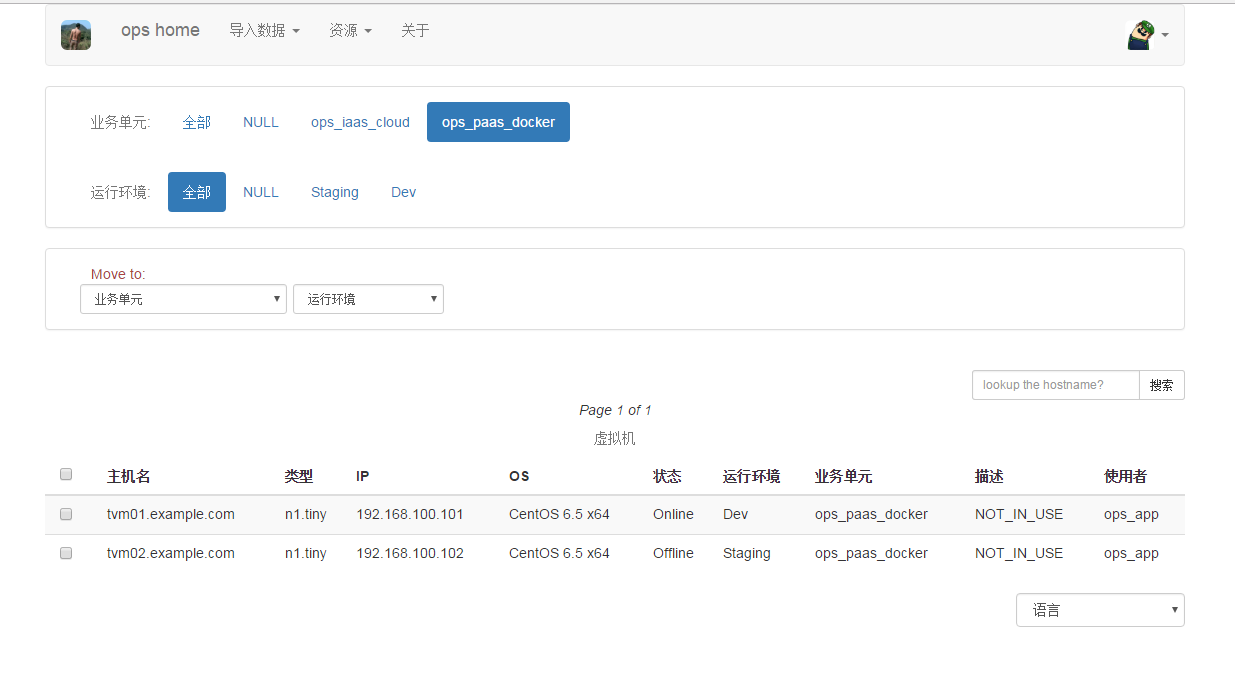 ops home 导入数据 资源 关于
业务单元: 全部 NULL ops_iaas_cloud ops_paas_docker
运行环境: 全部 NULL Staging Dev
Move to:
业务单元 运行环境
lookup the hostname? 搜索
Page 1 of 1
虚拟机
主机名 类型 IP OS 状态 运行环境 业务单元 描述 使用者
tvm01.example.com n1.tiny 192.168.100.101 CentOS 6.5 x64 Online Dev ops_paas_docker NOT_IN_USE ops_app
tvm02.example.com n1.tiny 192.168.100.102 CentOS 6.5 x64 Offline Staging ops_paas_docker NOT_IN_USE ops_app
语言